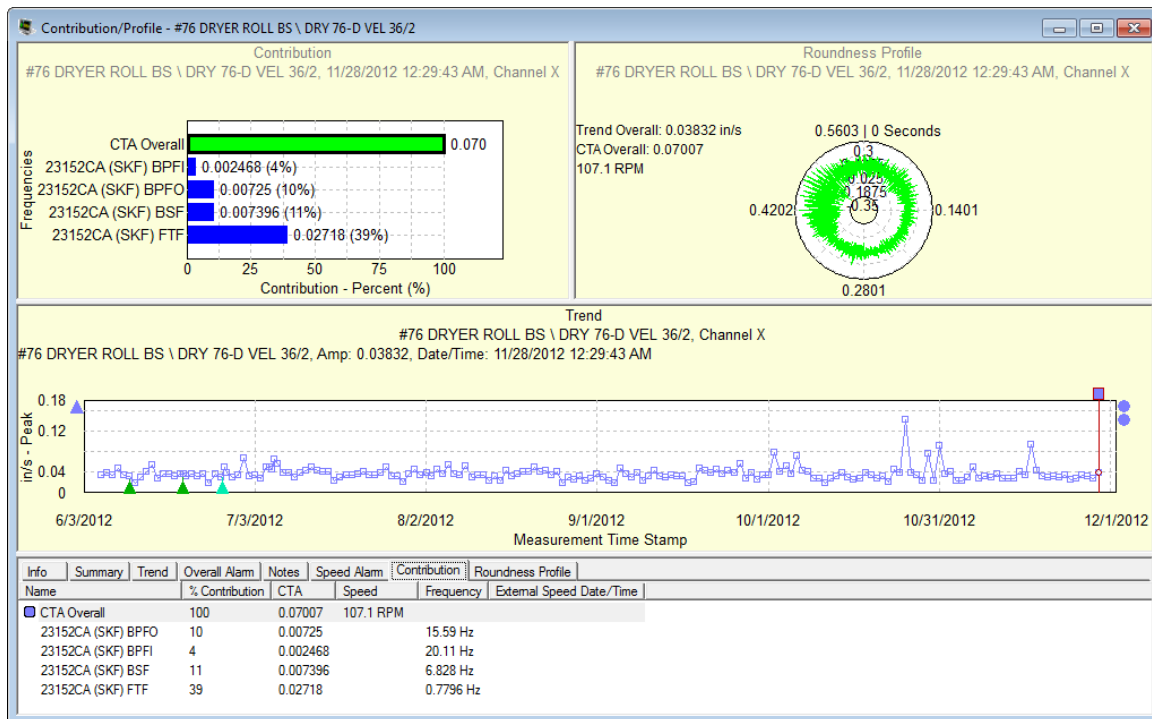 Contribution/Profile - #76 DRYER ROLL BS \ DRY 76-D VEL 36/2
Contribution
#76 DRYER ROLL BS \ DRY 76-D VEL 36/2, 11/28/2012 12:29:43 AM, Channel X
Frequencies
CTA Overall 0.070
23152CA (SKF) BPFI 0.002468 (4%)
23152CA (SKF) BPFO 0.00725 (10%)
23152CA (SKF) BSF 0.007396 (11%)
23152CA (SKF) FTF 0.02718 (39%)
0 25 50 75 100
Contribution - Percent (%)
Roundness Profile
#76 DRYER ROLL BS \ DRY 76-D VEL 36/2, 11/28/2012 12:29:43 AM, Channel X
Trend Overall: 0.03832 in/s
CTA Overall: 0.07007
107.1 RPM
0.5603 | 0 Seconds
0.3
0.025
0.1875
-0.35
0.4202
0.1401
0.2801
Trend
#76 DRYER ROLL BS \ DRY 76-D VEL 36/2, Channel X
#76 DRYER ROLL BS \ DRY 76-D VEL 36/2, Amp: 0.03832, Date/Time: 11/28/2012 12:29:43 AM
in/s - Peak
0.18
0.12
0.04
0
6/3/2012 7/3/2012 8/2/2012 9/1/2012 10/1/2012 10/31/2012 12/1/2012
Measurement Time Stamp
Info Summary Trend Overall Alarm Notes Speed Alarm Contribution Roundness Profile
Name % Contribution CTA Speed Frequency External Speed Date/Time
CTA Overall 100 0.07007 107.1 RPM
23152CA (SKF) BPFO 10 0.00725 15.59 Hz
23152CA (SKF) BPFI 4 0.002468 20.11 Hz
23152CA (SKF) BSF 11 0.007396 6.828 Hz
23152CA (SKF) FTF 39 0.02718 0.7796 Hz